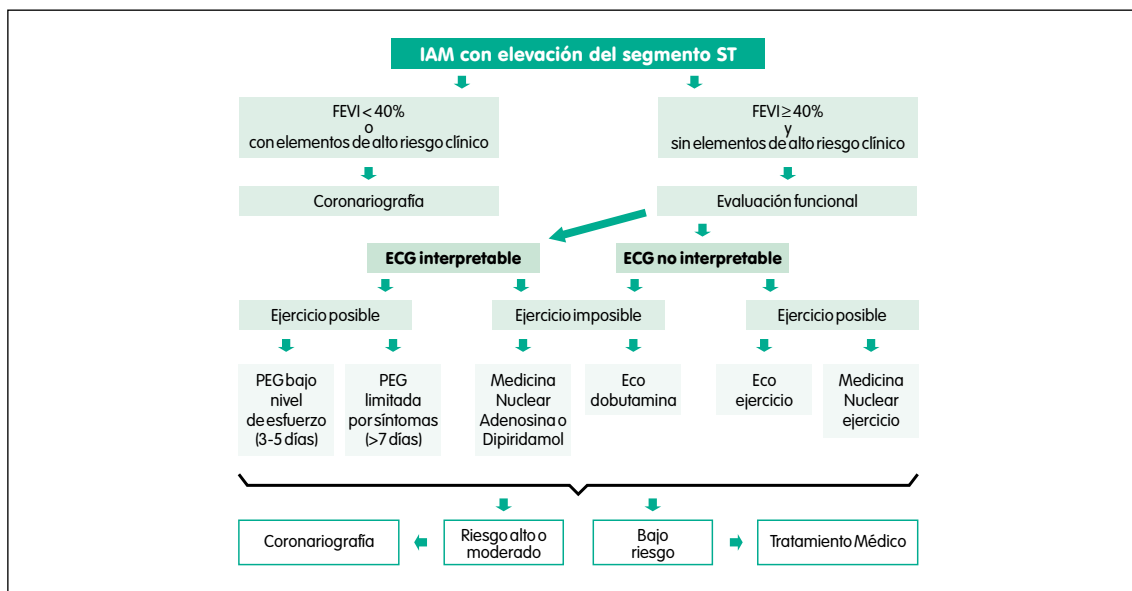 IAM con elevación del segmento ST
FEVI < 40%
o
con elementos de alto riesgo clínico
FEVI ≥ 40%
y
sin elementos de alto riesgo clínico
Coronariografía
Evaluación funcional
ECG interpretable
ECG no interpretable
Ejercicio posible
Ejercicio imposible
Ejercicio posible
PEG bajo
nivel
de esfuerzo
(3-5 días)
PEG
limitada
por síntomas
(>7 días)
Medicina
Nuclear
Adenosina o
Dipiridamol
Eco
dobutamina
Eco
ejercicio
Medicina
Nuclear
ejercicio
Coronariografía
Riesgo alto o
moderado
Bajo
riesgo
Tratamiento Médico